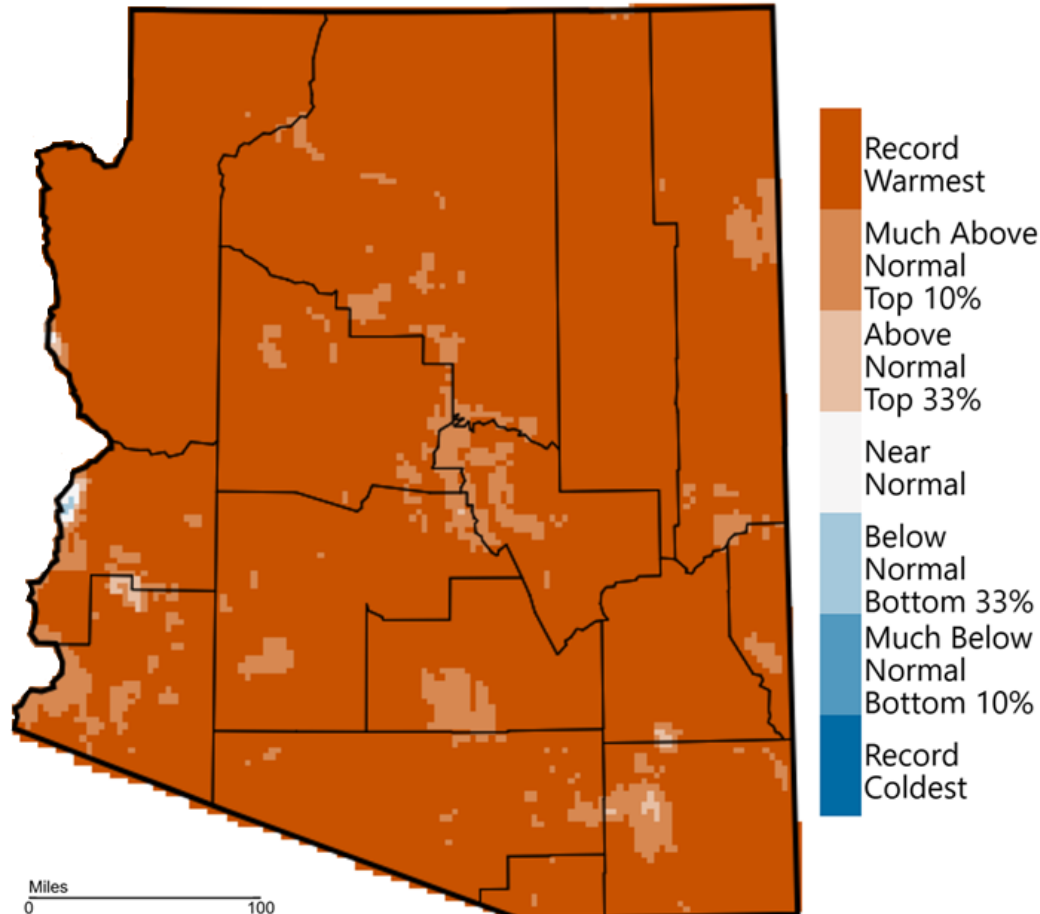 Record
Warmest
Much Above
Normal
Top 10%
Above
Normal
Top 33%
Near
Normal
Below
Normal
Bottom 33%
Much Below
Normal
Bottom 10%
Record
Coldest
Miles
0 100